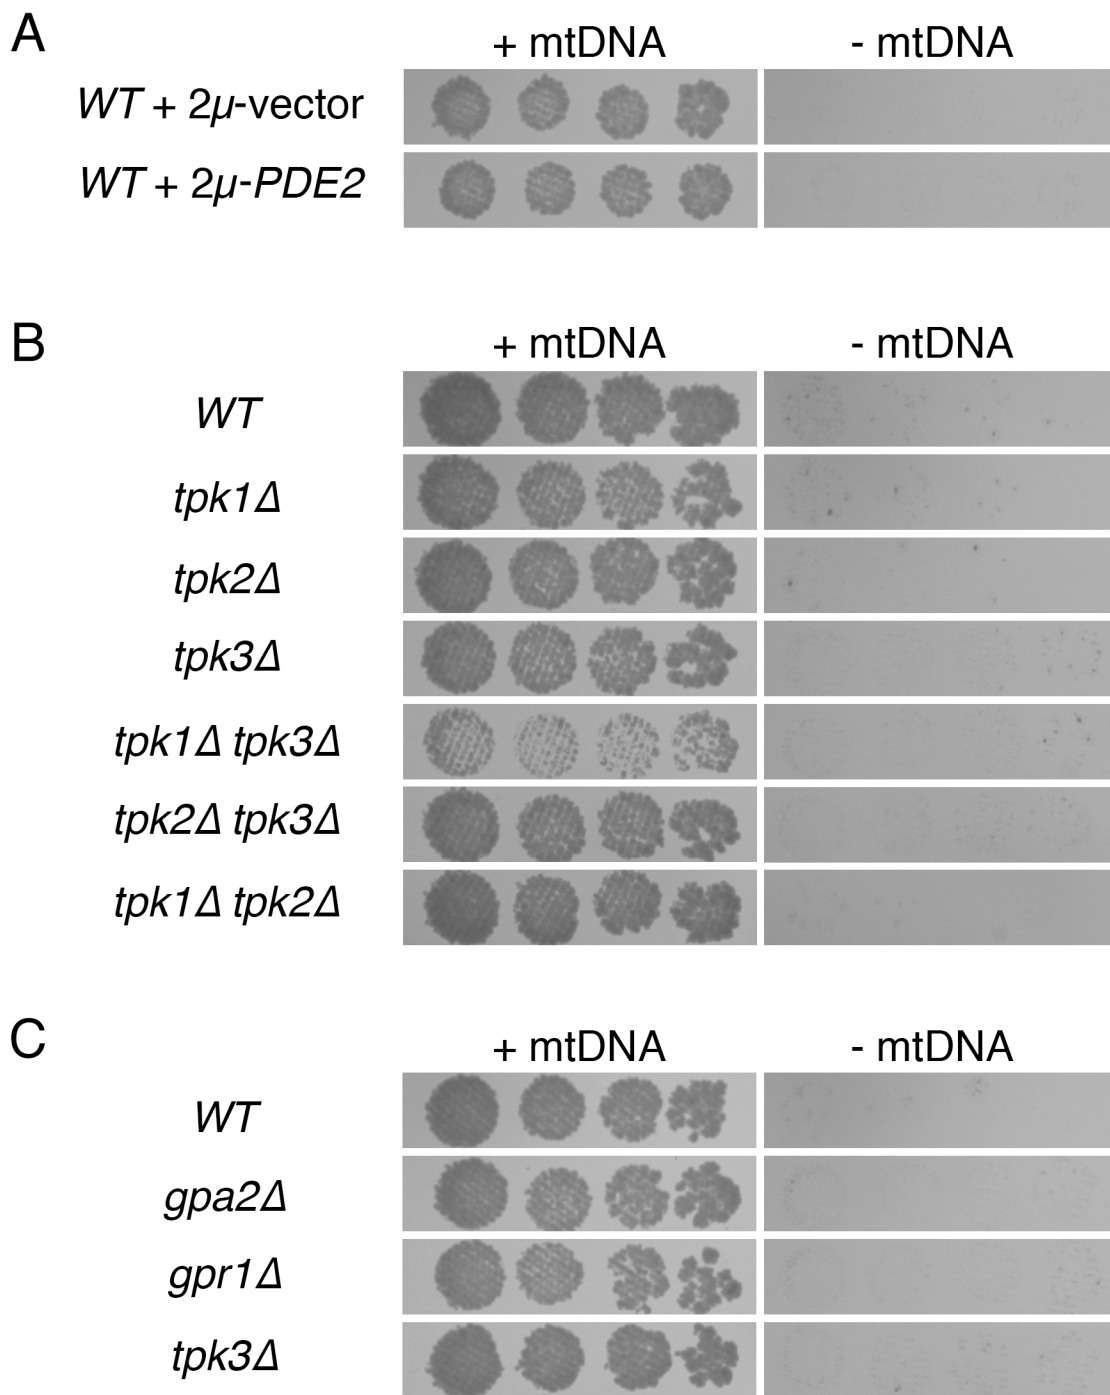 A
+ mtDNA - mtDNA
WT + 2µ-vector
WT + 2µ-PDE2
B
+ mtDNA - mtDNA
WT
tpk1Δ
tpk2Δ
tpk3Δ
tpk1Δ tpk3Δ
tpk2Δ tpk3Δ
tpk1Δ tpk2Δ
C
+ mtDNA - mtDNA
WT
gpa2Δ
gpr1Δ
tpk3Δ